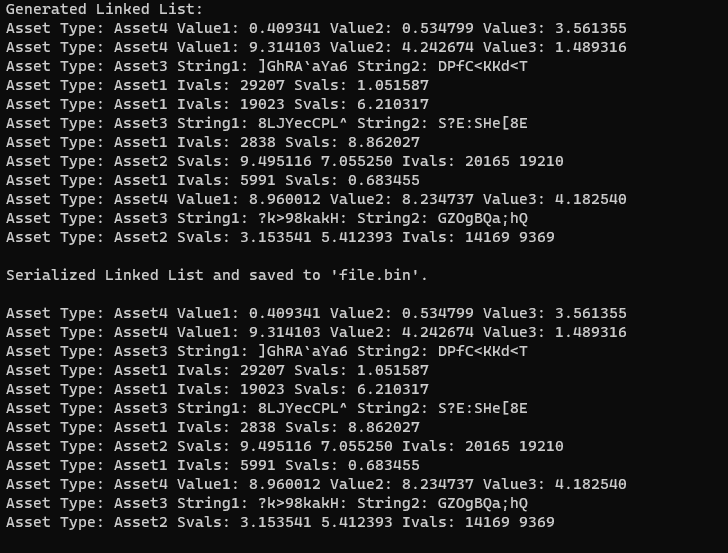 Generated Linked List:
Asset Type: Asset4 Value1: 0.409341 Value2: 0.534799 Value3: 3.561355
Asset Type: Asset4 Value1: 9.314103 Value2: 4.242674 Value3: 1.489316
Asset Type: Asset3 String1: ]GhRA`aYa6 String2: DPfC<KKd<T
Asset Type: Asset1 Ivals: 29207 Svals: 1.051587
Asset Type: Asset1 Ivals: 19023 Svals: 6.210317
Asset Type: Asset3 String1: 8LJYecCPL^ String2: S?E:SHe[8E
Asset Type: Asset1 Ivals: 2838 Svals: 8.862027
Asset Type: Asset2 Svals: 9.495116 7.055250 Ivals: 20165 19210
Asset Type: Asset1 Ivals: 5991 Svals: 0.683455
Asset Type: Asset4 Value1: 8.960012 Value2: 8.234737 Value3: 4.182540
Asset Type: Asset3 String1: ?k>98kakH: String2: GZOgBQa;hQ
Asset Type: Asset2 Svals: 3.153541 5.412393 Ivals: 14169 9369
Serialized Linked List and saved to 'file.bin'.
Asset Type: Asset4 Value1: 0.409341 Value2: 0.534799 Value3: 3.561355
Asset Type: Asset4 Value1: 9.314103 Value2: 4.242674 Value3: 1.489316
Asset Type: Asset3 String1: ]GhRA`aYa6 String2: DPfC<KKd<T
Asset Type: Asset1 Ivals: 29207 Svals: 1.051587
Asset Type: Asset1 Ivals: 19023 Svals: 6.210317
Asset Type: Asset3 String1: 8LJYecCPL^ String2: S?E:SHe[8E
Asset Type: Asset1 Ivals: 2838 Svals: 8.862027
Asset Type: Asset2 Svals: 9.495116 7.055250 Ivals: 20165 19210
Asset Type: Asset1 Ivals: 5991 Svals: 0.683455
Asset Type: Asset4 Value1: 8.960012 Value2: 8.234737 Value3: 4.182540
Asset Type: Asset3 String1: ?k>98kakH: String2: GZOgBQa;hQ
Asset Type: Asset2 Svals: 3.153541 5.412393 Ivals: 14169 9369